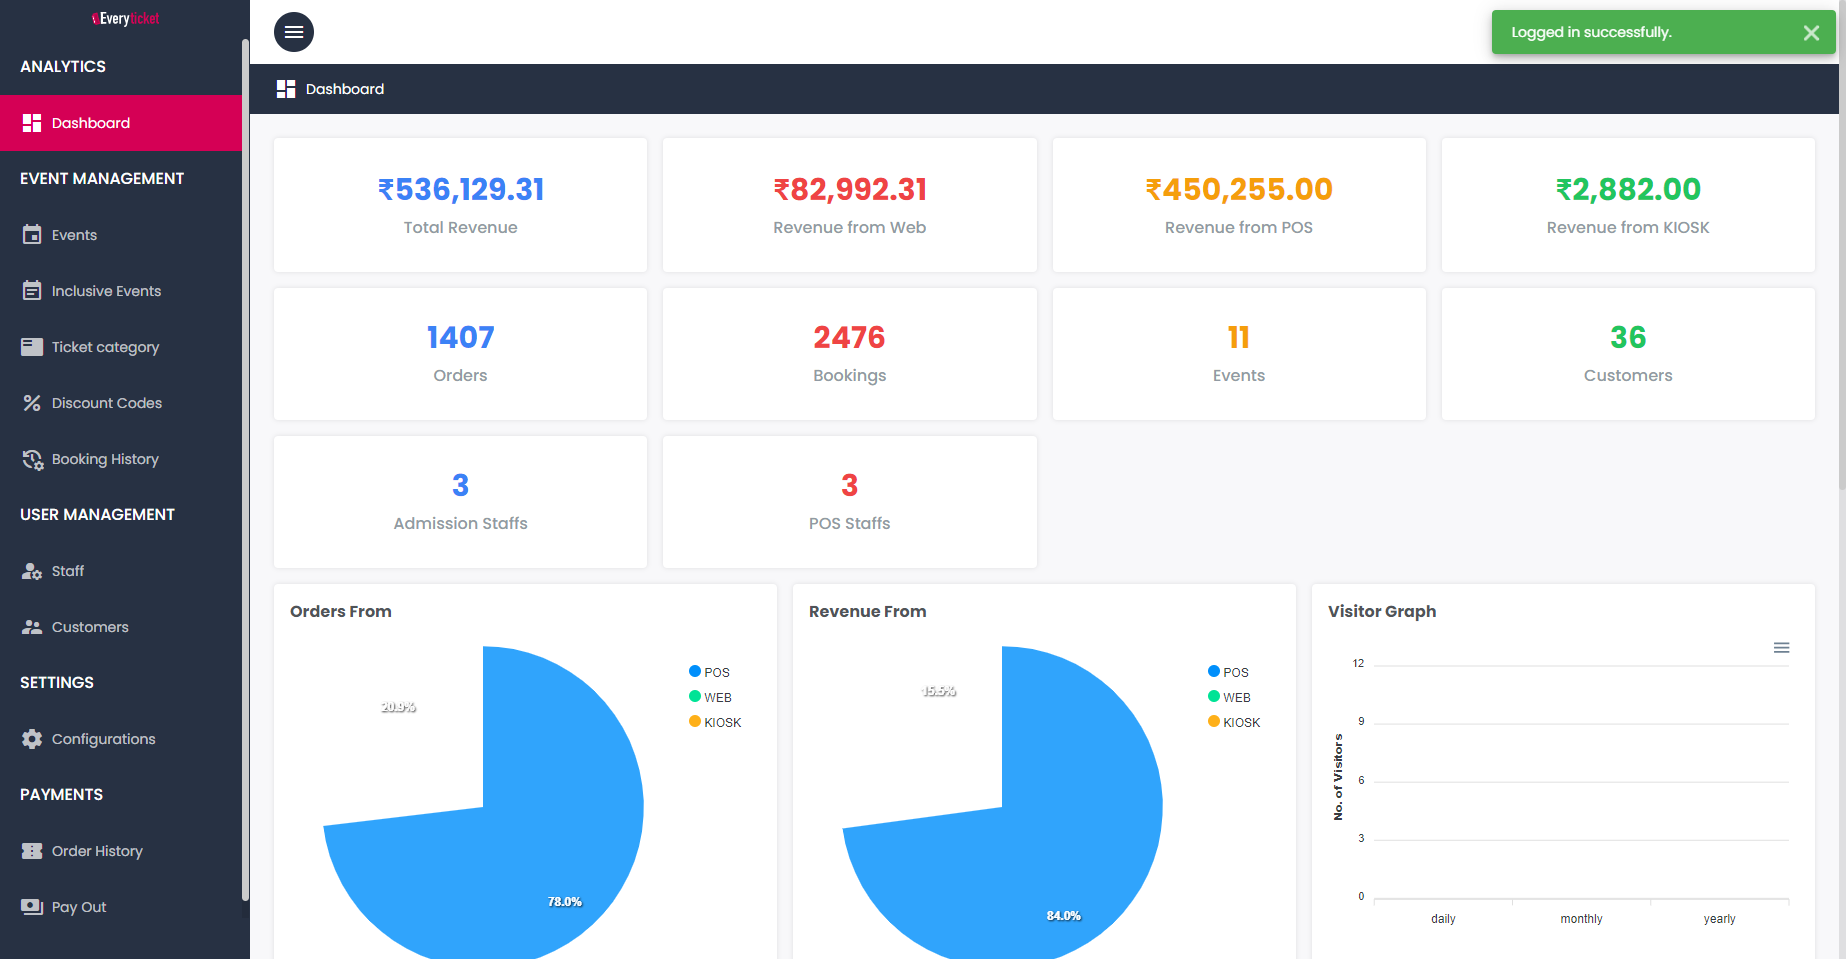 Everyticket
ANALYTICS
Dashboard
EVENT MANAGEMENT
Events
Inclusive Events
Ticket category
Discount Codes
Booking History
USER MANAGEMENT
Staff
Customers
SETTINGS
Configurations
PAYMENTS
Order History
Pay Out
Logged in successfully.
Dashboard
₹536,129.31
Total Revenue
₹82,992.31
Revenue from Web
₹450,255.00
Revenue from POS
₹2,882.00
Revenue from KIOSK
1407
Orders
2476
Bookings
11
Events
36
Customers
3
Admission Staffs
3
POS Staffs
Orders From
20.9%
78.0%
POS
WEB
KIOSK
Revenue From
15.5%
84.0%
POS
WEB
KIOSK
Visitor Graph
No. of Visitors
12
9
6
3
0
daily monthly yearly